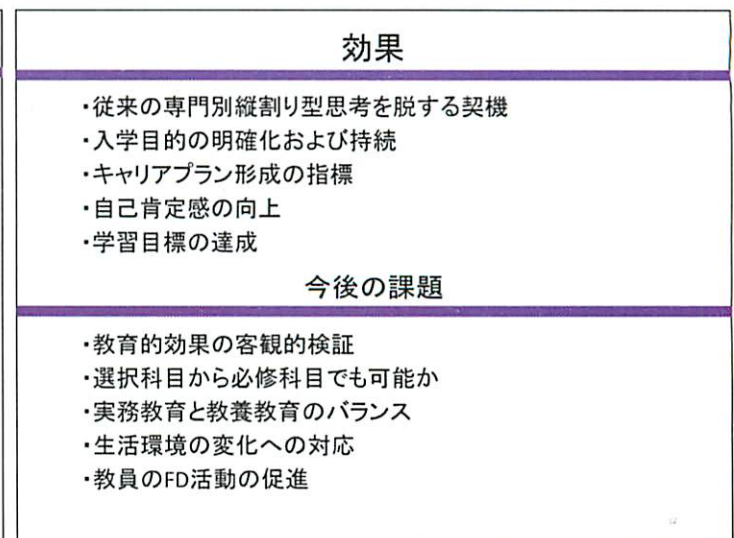 効果
・従来の専門別縦割り型思考を脱する契機
・入学目的の明確化および持続
・キャリアプラン形成の指標
・自己肯定感の向上
・学習目標の達成
今後の課題
・教育的効果の客観的検証
・選択科目から必修科目でも可能か
・実務教育と教養教育のバランス
・生活環境の変化への対応
・教員のFD活動の促進